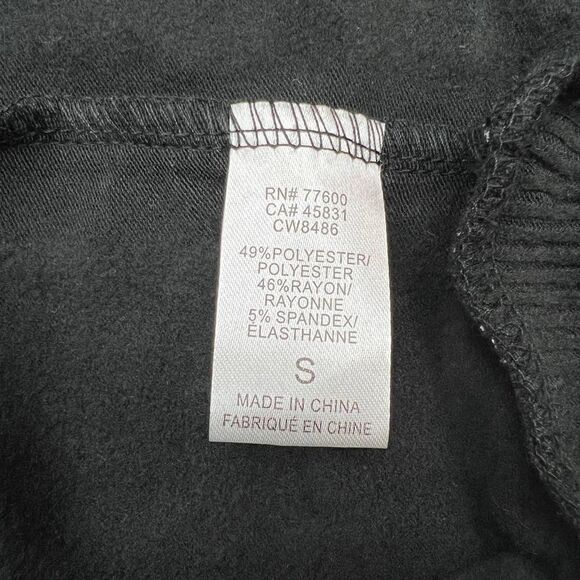 RN# 77600
CA# 45831
CW8486
49%POLYESTER/
POLYESTER
46%RAYON/
RAYONNE
5% SPANDEX/
ÉLASTHANNE
S
MADE IN CHINA
FABRIQUÉ EN CHINE